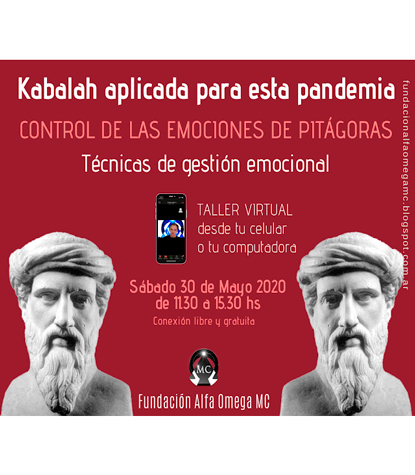 Kabalah aplicada para esta pandemia
CONTROL DE LAS EMOCIONES DE PITÁGORAS
Técnicas de gestión emocional
TALLER VIRTUAL
desde tu celular
o tu computadora
Sábado 30 de Mayo 2020
de 11.30 a 15.30 hs
Conexión libre y gratuita
MC
Fundación Alfa Omega MC
fundacionalfaomegamc.blogspot.com.ar